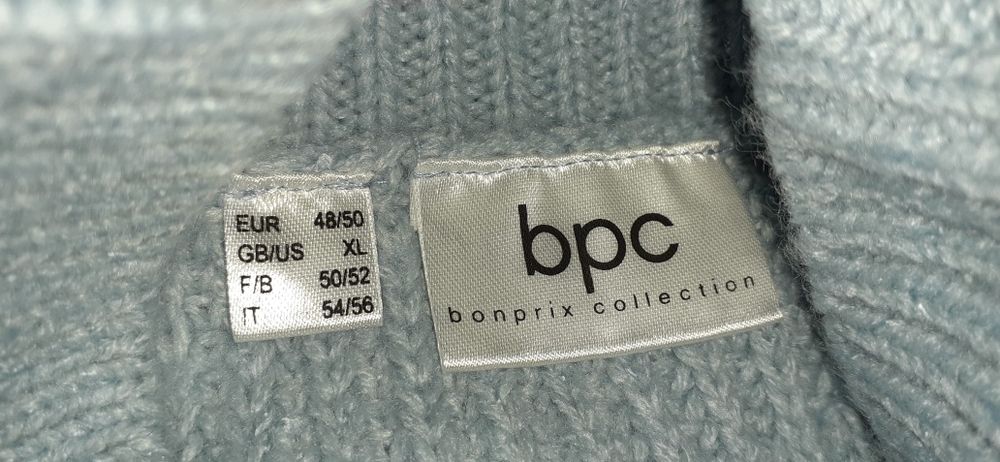 EUR 48/50
GB/US XL
F/B 50/52
IT 54/56
bpc
bonprix collection